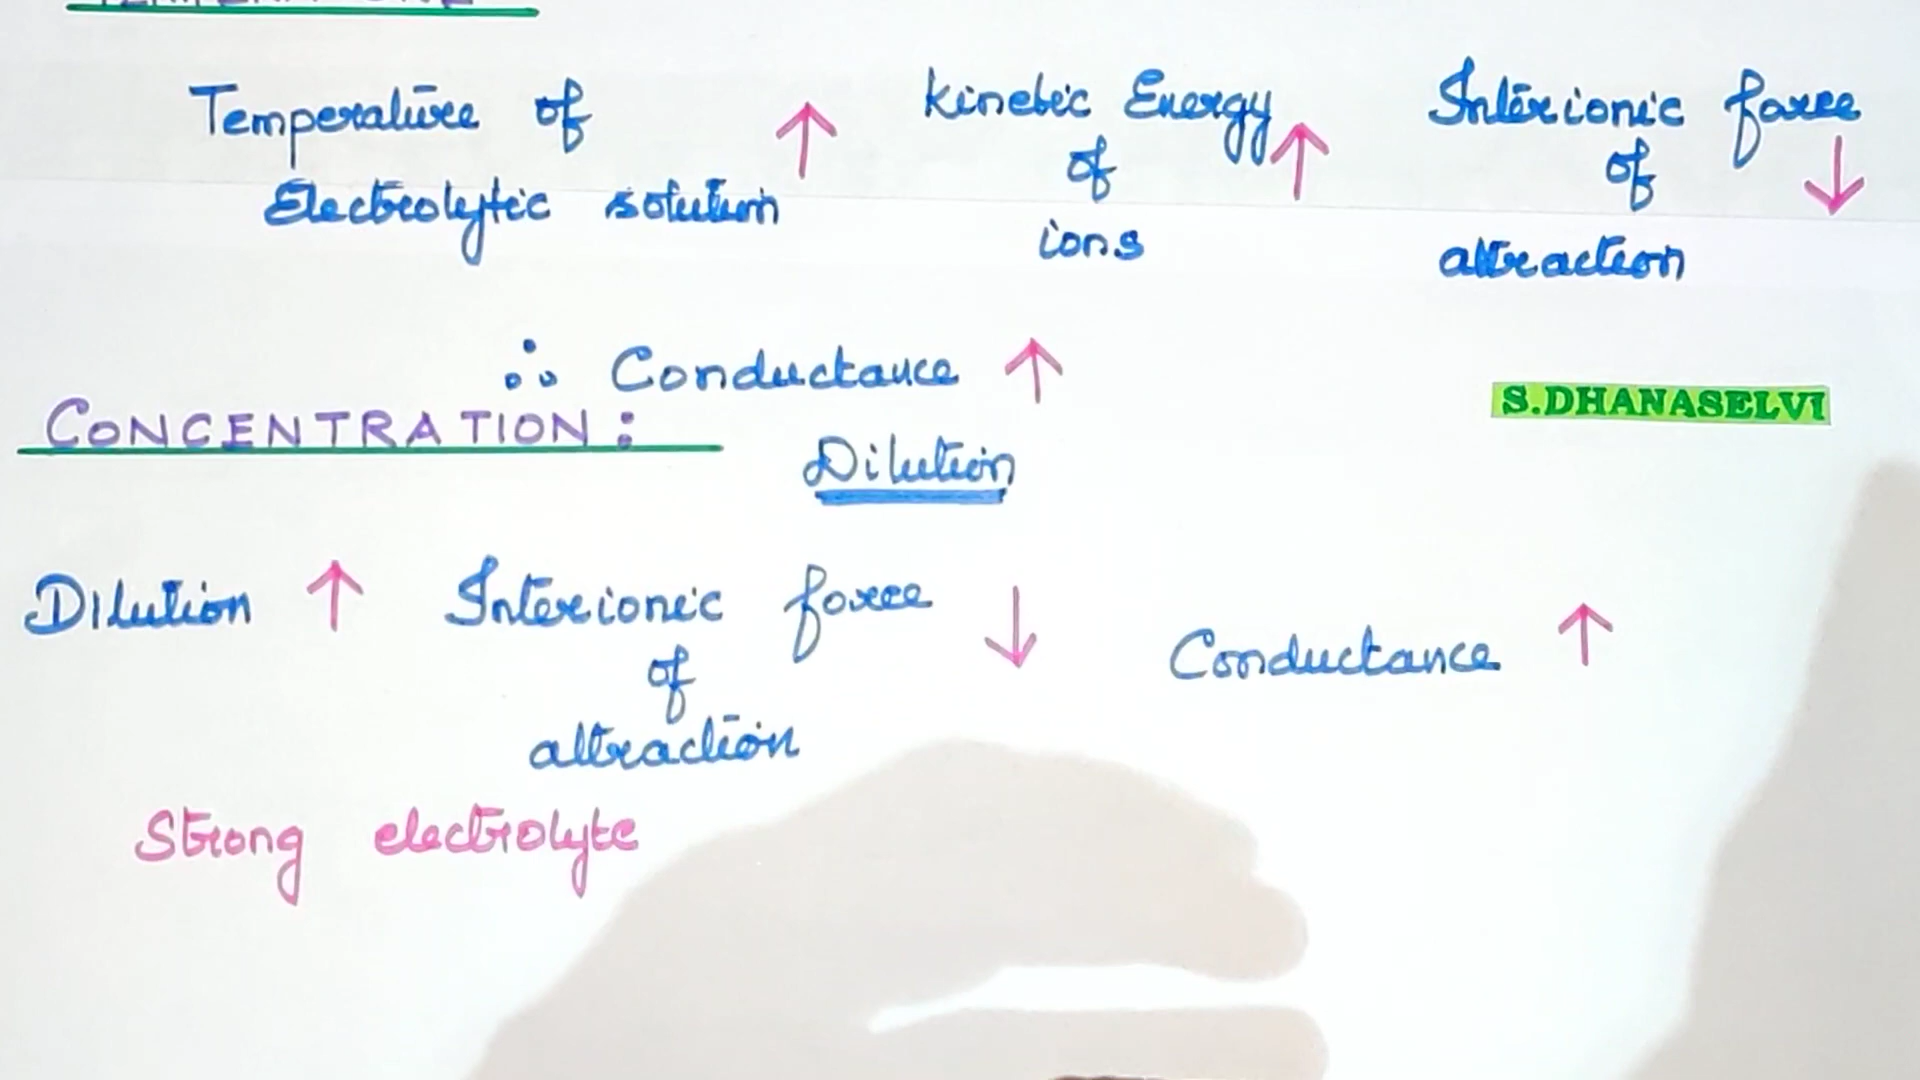 TEMPERATURE
Temperature of ↑ Kinetic Energy ↑ Interionic force ↓
Electrolytic solution of of
ions attraction
∴ Conductance ↑
S.DHANASELVI
CONCENTRATION :
Dilution
Dilution ↑ Interionic force ↓ Conductance ↑
of
attraction
Strong electrolyte